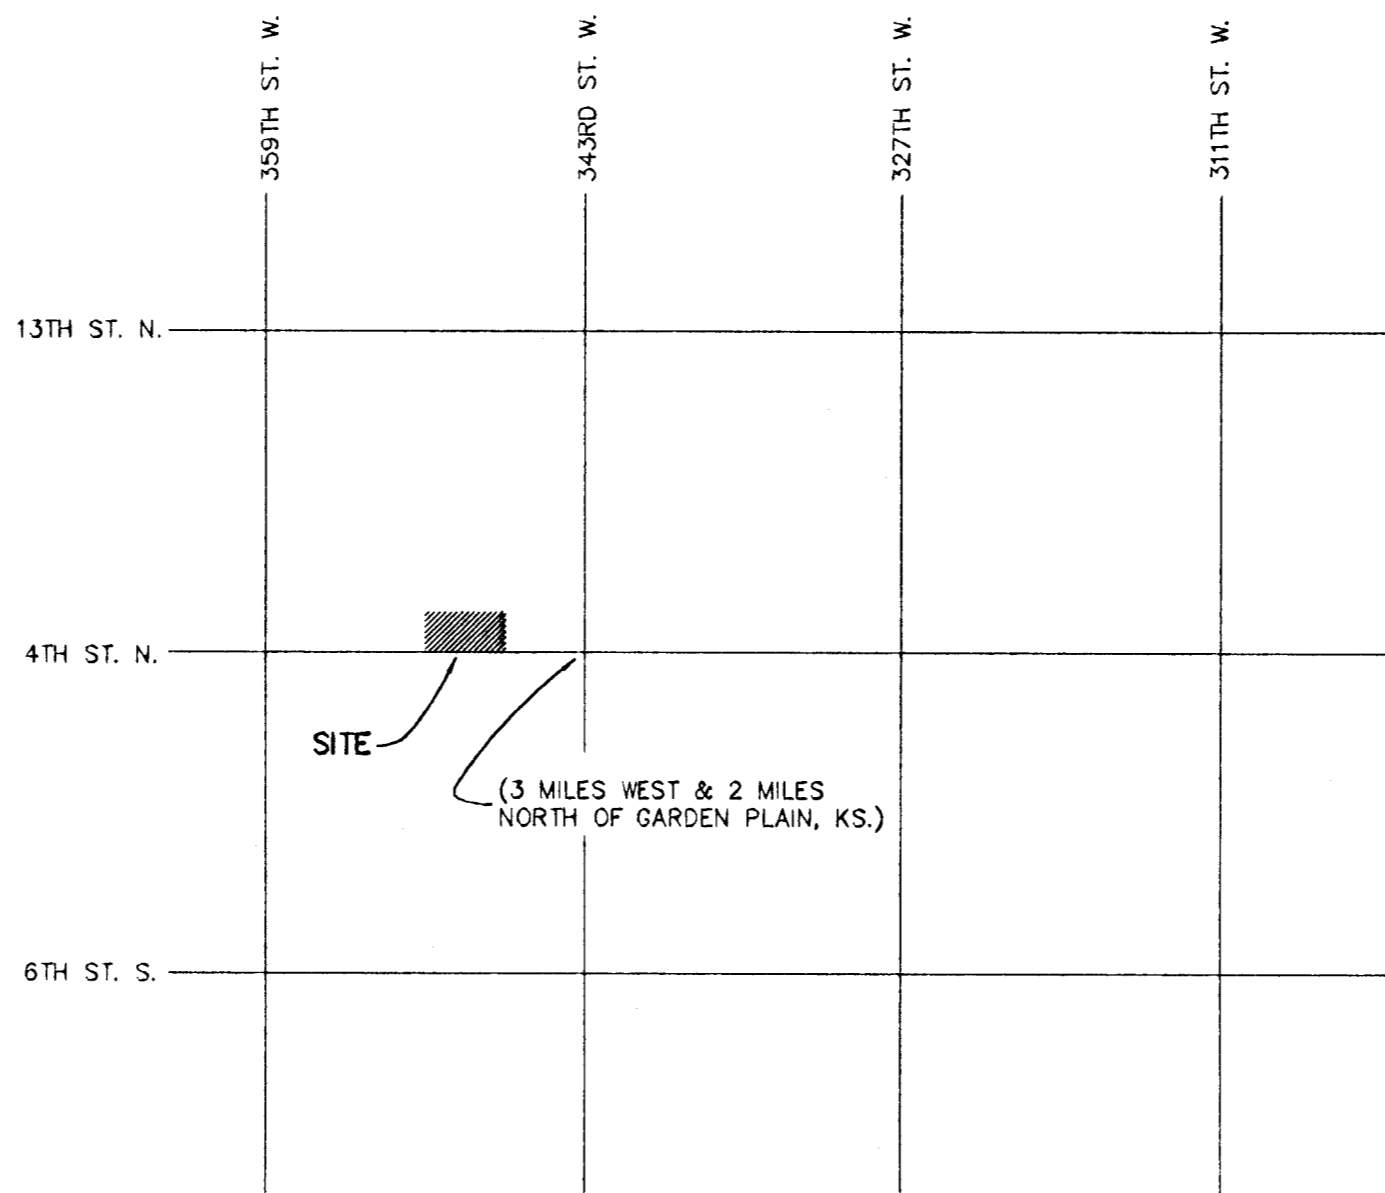 359TH ST. W.
343RD ST. W.
327TH ST. W.
311TH ST. W.
13TH ST. N.
4TH ST. N.
SITE
(3 MILES WEST & 2 MILES
NORTH OF GARDEN PLAIN, KS.)
6TH ST. S.